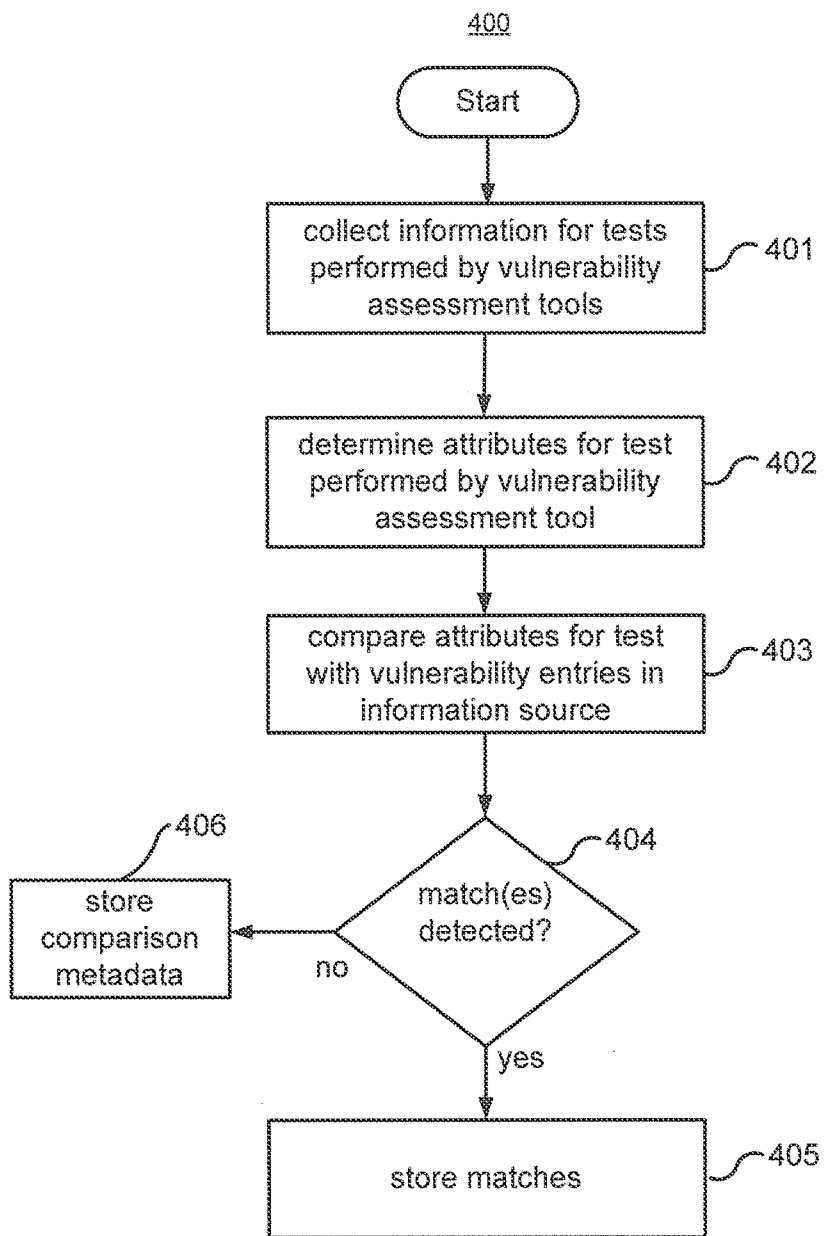 400
Start
collect information for tests
performed by vulnerability
assessment tools
401
determine attributes for test
performed by vulnerability
assessment tool
402
compare attributes for test
with vulnerability entries in
information source
403
404
match(es)
detected?
406
store
comparison
metadata
no
yes
store matches
405